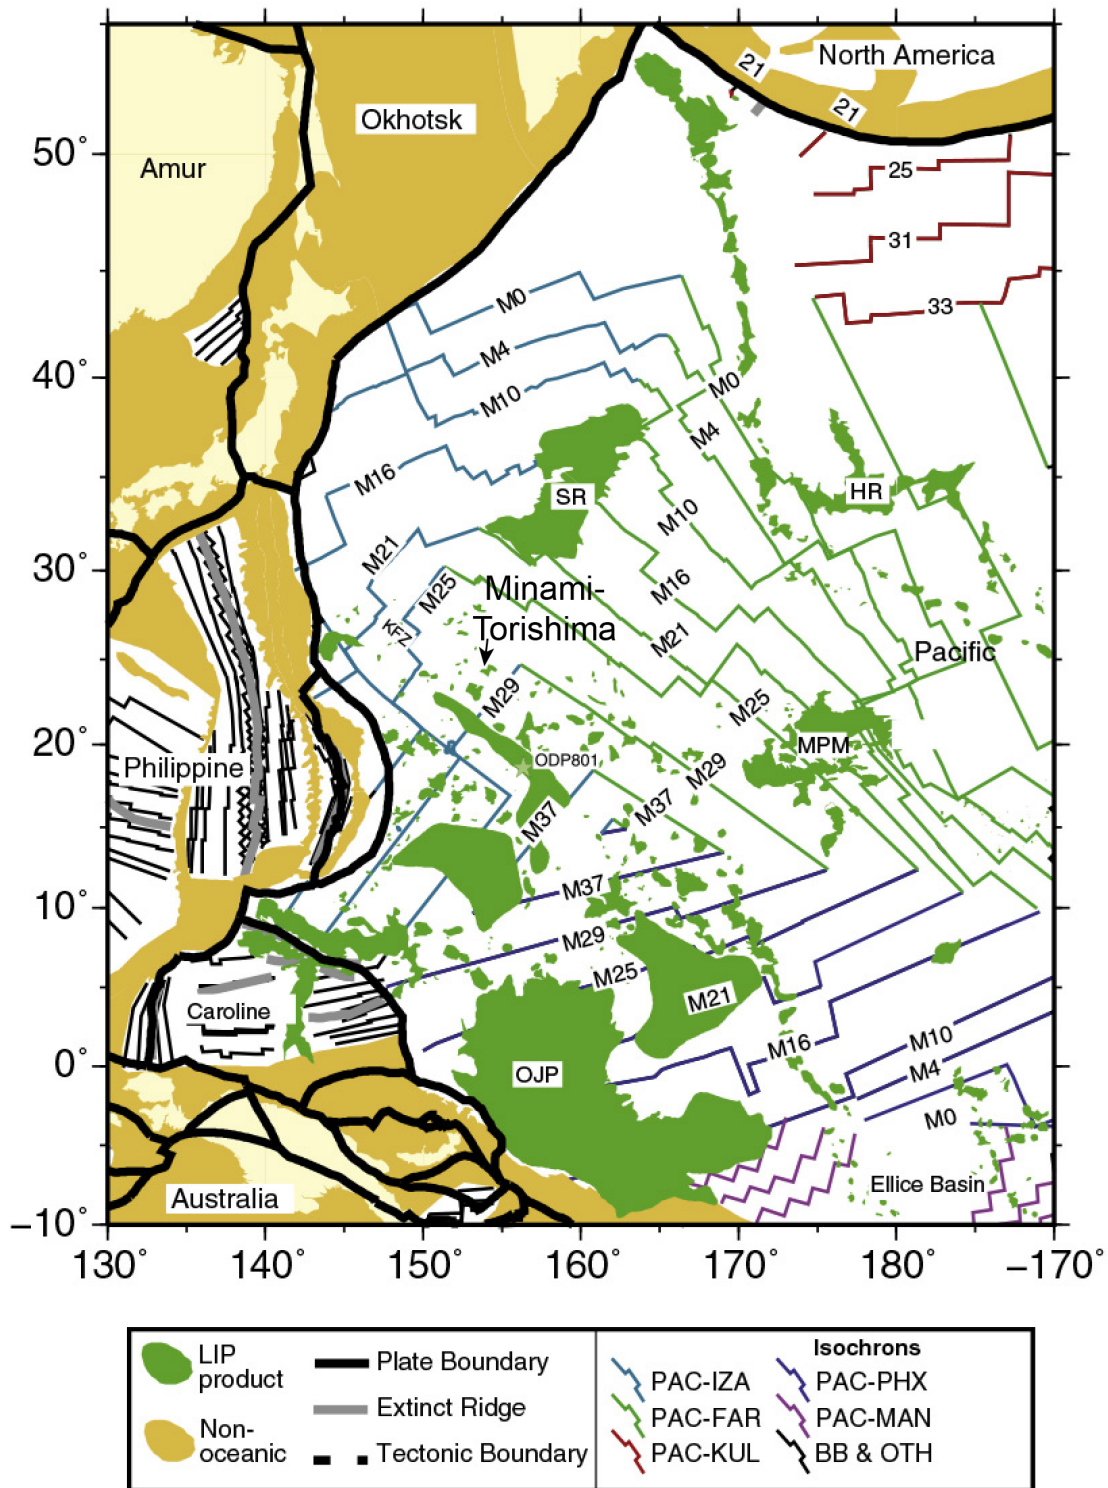 North America
21
21
Okhotsk
Amur
50°
25
31
33
M0
M4
40°
M10
M0
M4
M16
SR
HR
M10
M21
30°
M25
Minami-
Torishima
M16
KFZ
M21
Pacific
M29
M25
20°
Philippine
ODP801
MPM
M29
M37
M37
10°
M37
M29
M25
M21
Caroline
M16
M10
0°
OJP
M4
M0
Ellice Basin
Australia
−10°
130°
140°
150°
160°
170°
180°
−170°
LIP
product
Non-
oceanic
Plate Boundary
Extinct Ridge
Tectonic Boundary
Isochrons
PAC-IZA
PAC-PHX
PAC-FAR
PAC-MAN
PAC-KUL
BB & OTH